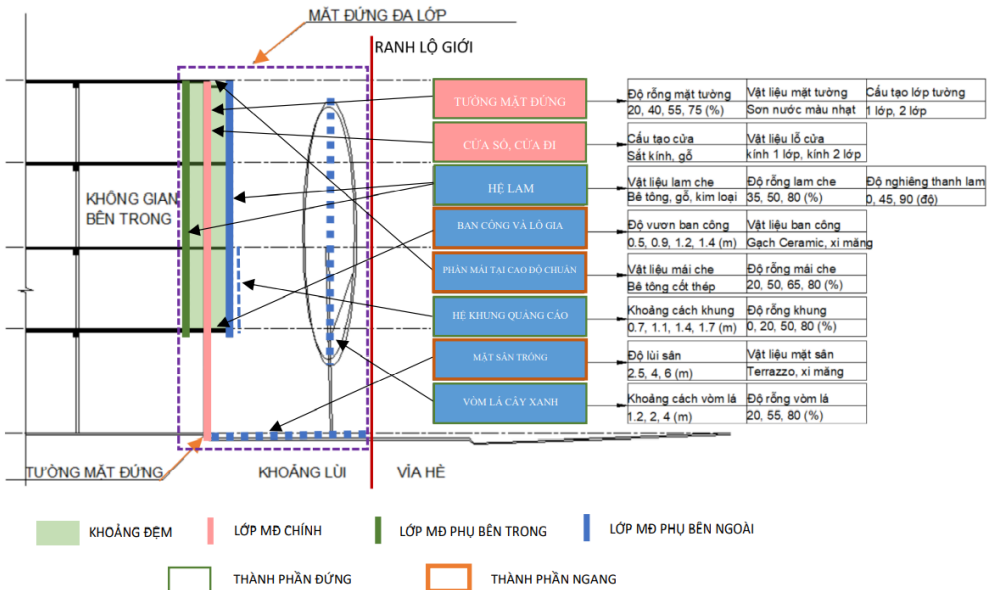 MẶT ĐỨNG ĐA LỚP
RANH LỘ GIỚI
KHÔNG GIAN
BÊN TRONG
TƯỜNG MẶT ĐỨNG
Độ rỗng mặt tường
20, 40, 55, 75 (%)
Vật liệu mặt tường
Sơn nước màu nhạt
Cấu tạo lớp tường
1 lớp, 2 lớp
CỬA SỔ, CỬA ĐI
Cấu tạo cửa
Sắt kính, gỗ
Vật liệu lỗ cửa
kính 1 lớp, kính 2 lớp
HỆ LAM
Vật liệu lam che
Bê tông, gỗ, kim loại
Độ rỗng lam che
35, 50, 80 (%)
Độ nghiêng thanh lam
0, 45, 90 (độ)
BAN CÔNG VÀ LÔ GIA
Độ vươn ban công
0.5, 0.9, 1.2, 1.4 (m)
Vật liệu ban công
Gạch Ceramic, xi măng
PHẦN MÁI TẠI CAO ĐỘ CHUẨN
Vật liệu mái che
Bê tông cốt thép
Độ rỗng mái che
20, 50, 65, 80 (%)
HỆ KHUNG QUẢNG CÁO
Khoảng cách khung
0.7, 1.1, 1.4, 1.7 (m)
Độ rỗng khung
0, 20, 50, 80 (%)
MẶT SÂN TRỐNG
Độ lùi sân
2.5, 4, 6 (m)
Vật liệu mặt sân
Terrazzo, xi măng
VÒM LÁ CÂY XANH
Khoảng cách vòm lá
1.2, 2, 4 (m)
Độ rỗng vòm lá
20, 55, 80 (%)
TƯỜNG MẶT ĐỨNG
KHOẢNG LÙI
VỈA HÈ
KHOẢNG ĐỆM
LỚP MĐ CHÍNH
LỚP MĐ PHỤ BÊN TRONG
LỚP MĐ PHỤ BÊN NGOÀI
THÀNH PHẦN ĐỨNG
THÀNH PHẦN NGANG